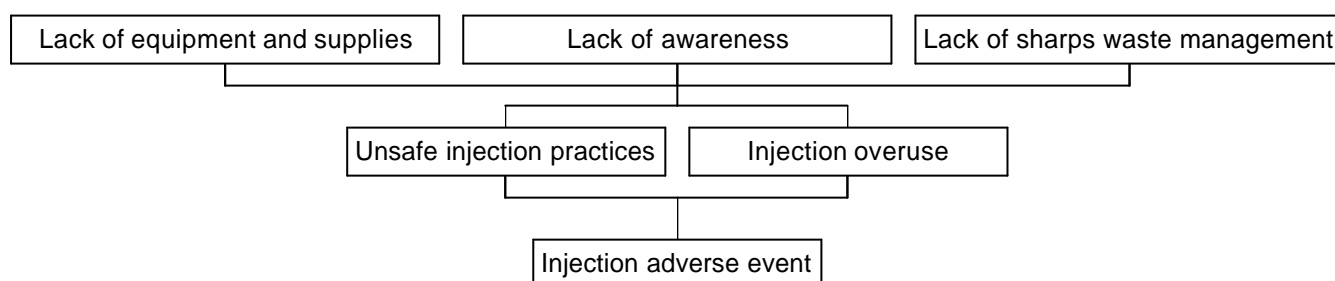 Lack of equipment and supplies
Lack of awareness
Lack of sharps waste management
Unsafe injection practices
Injection overuse
Injection adverse event